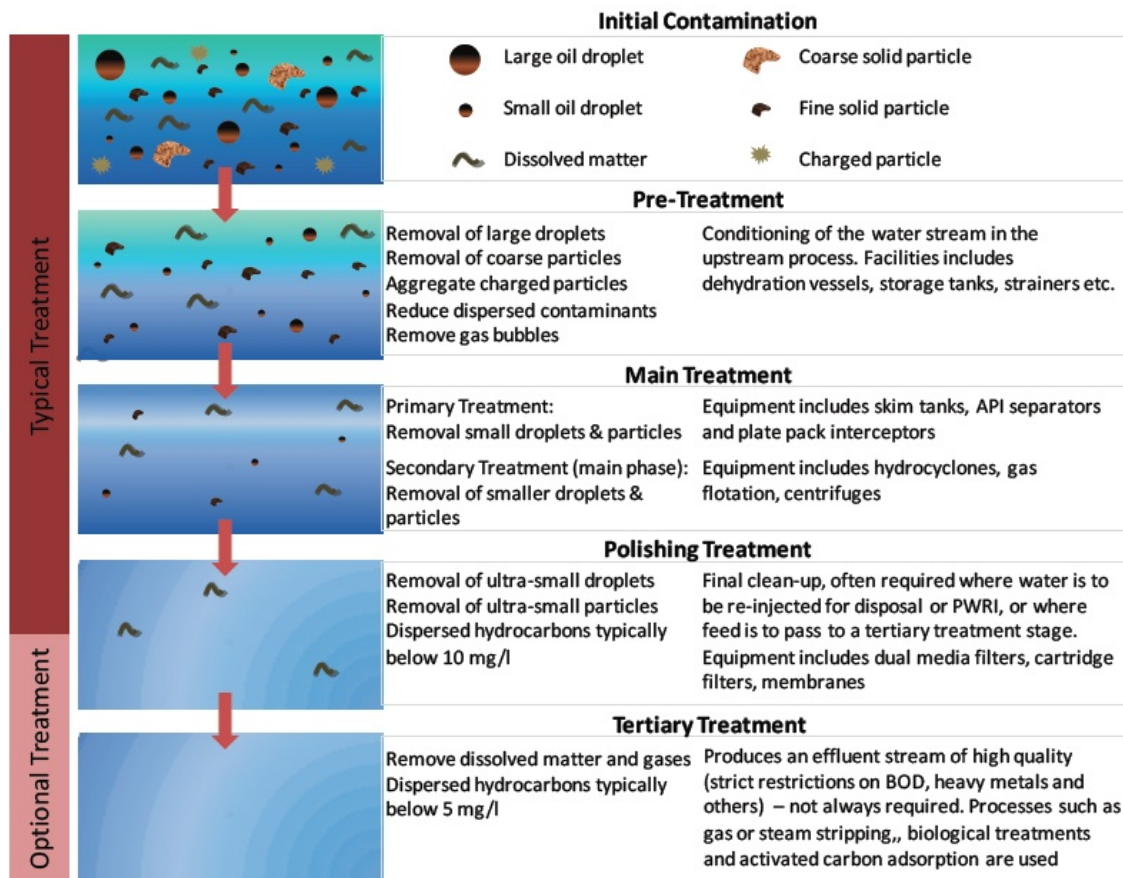 Initial Contamination
Large oil droplet
Coarse solid particle
Small oil droplet
Fine solid particle
Dissolved matter
Charged particle
Typical Treatment
Pre-Treatment
Removal of large droplets
Removal of coarse particles
Aggregate charged particles
Reduce dispersed contaminants
Remove gas bubbles
Conditioning of the water stream in the
upstream process. Facilities includes
dehydration vessels, storage tanks, strainers etc.
Main Treatment
Primary Treatment:
Removal small droplets & particles
Equipment includes skim tanks, API separators
and plate pack interceptors
Secondary Treatment (main phase):
Removal of smaller droplets &
particles
Equipment includes hydrocyclones, gas
flotation, centrifuges
Polishing Treatment
Removal of ultra-small droplets
Removal of ultra-small particles
Dispersed hydrocarbons typically
below 10 mg/l
Final clean-up, often required where water is to
be re-injected for disposal or PWRI, or where
feed is to pass to a tertiary treatment stage.
Equipment includes dual media filters, cartridge
filters, membranes
Optional Treatment
Tertiary Treatment
Remove dissolved matter and gases
Dispersed hydrocarbons typically
below 5 mg/l
Produces an effluent stream of high quality
(strict restrictions on BOD, heavy metals and
others) – not always required. Processes such as
gas or steam stripping,, biological treatments
and activated carbon adsorption are used